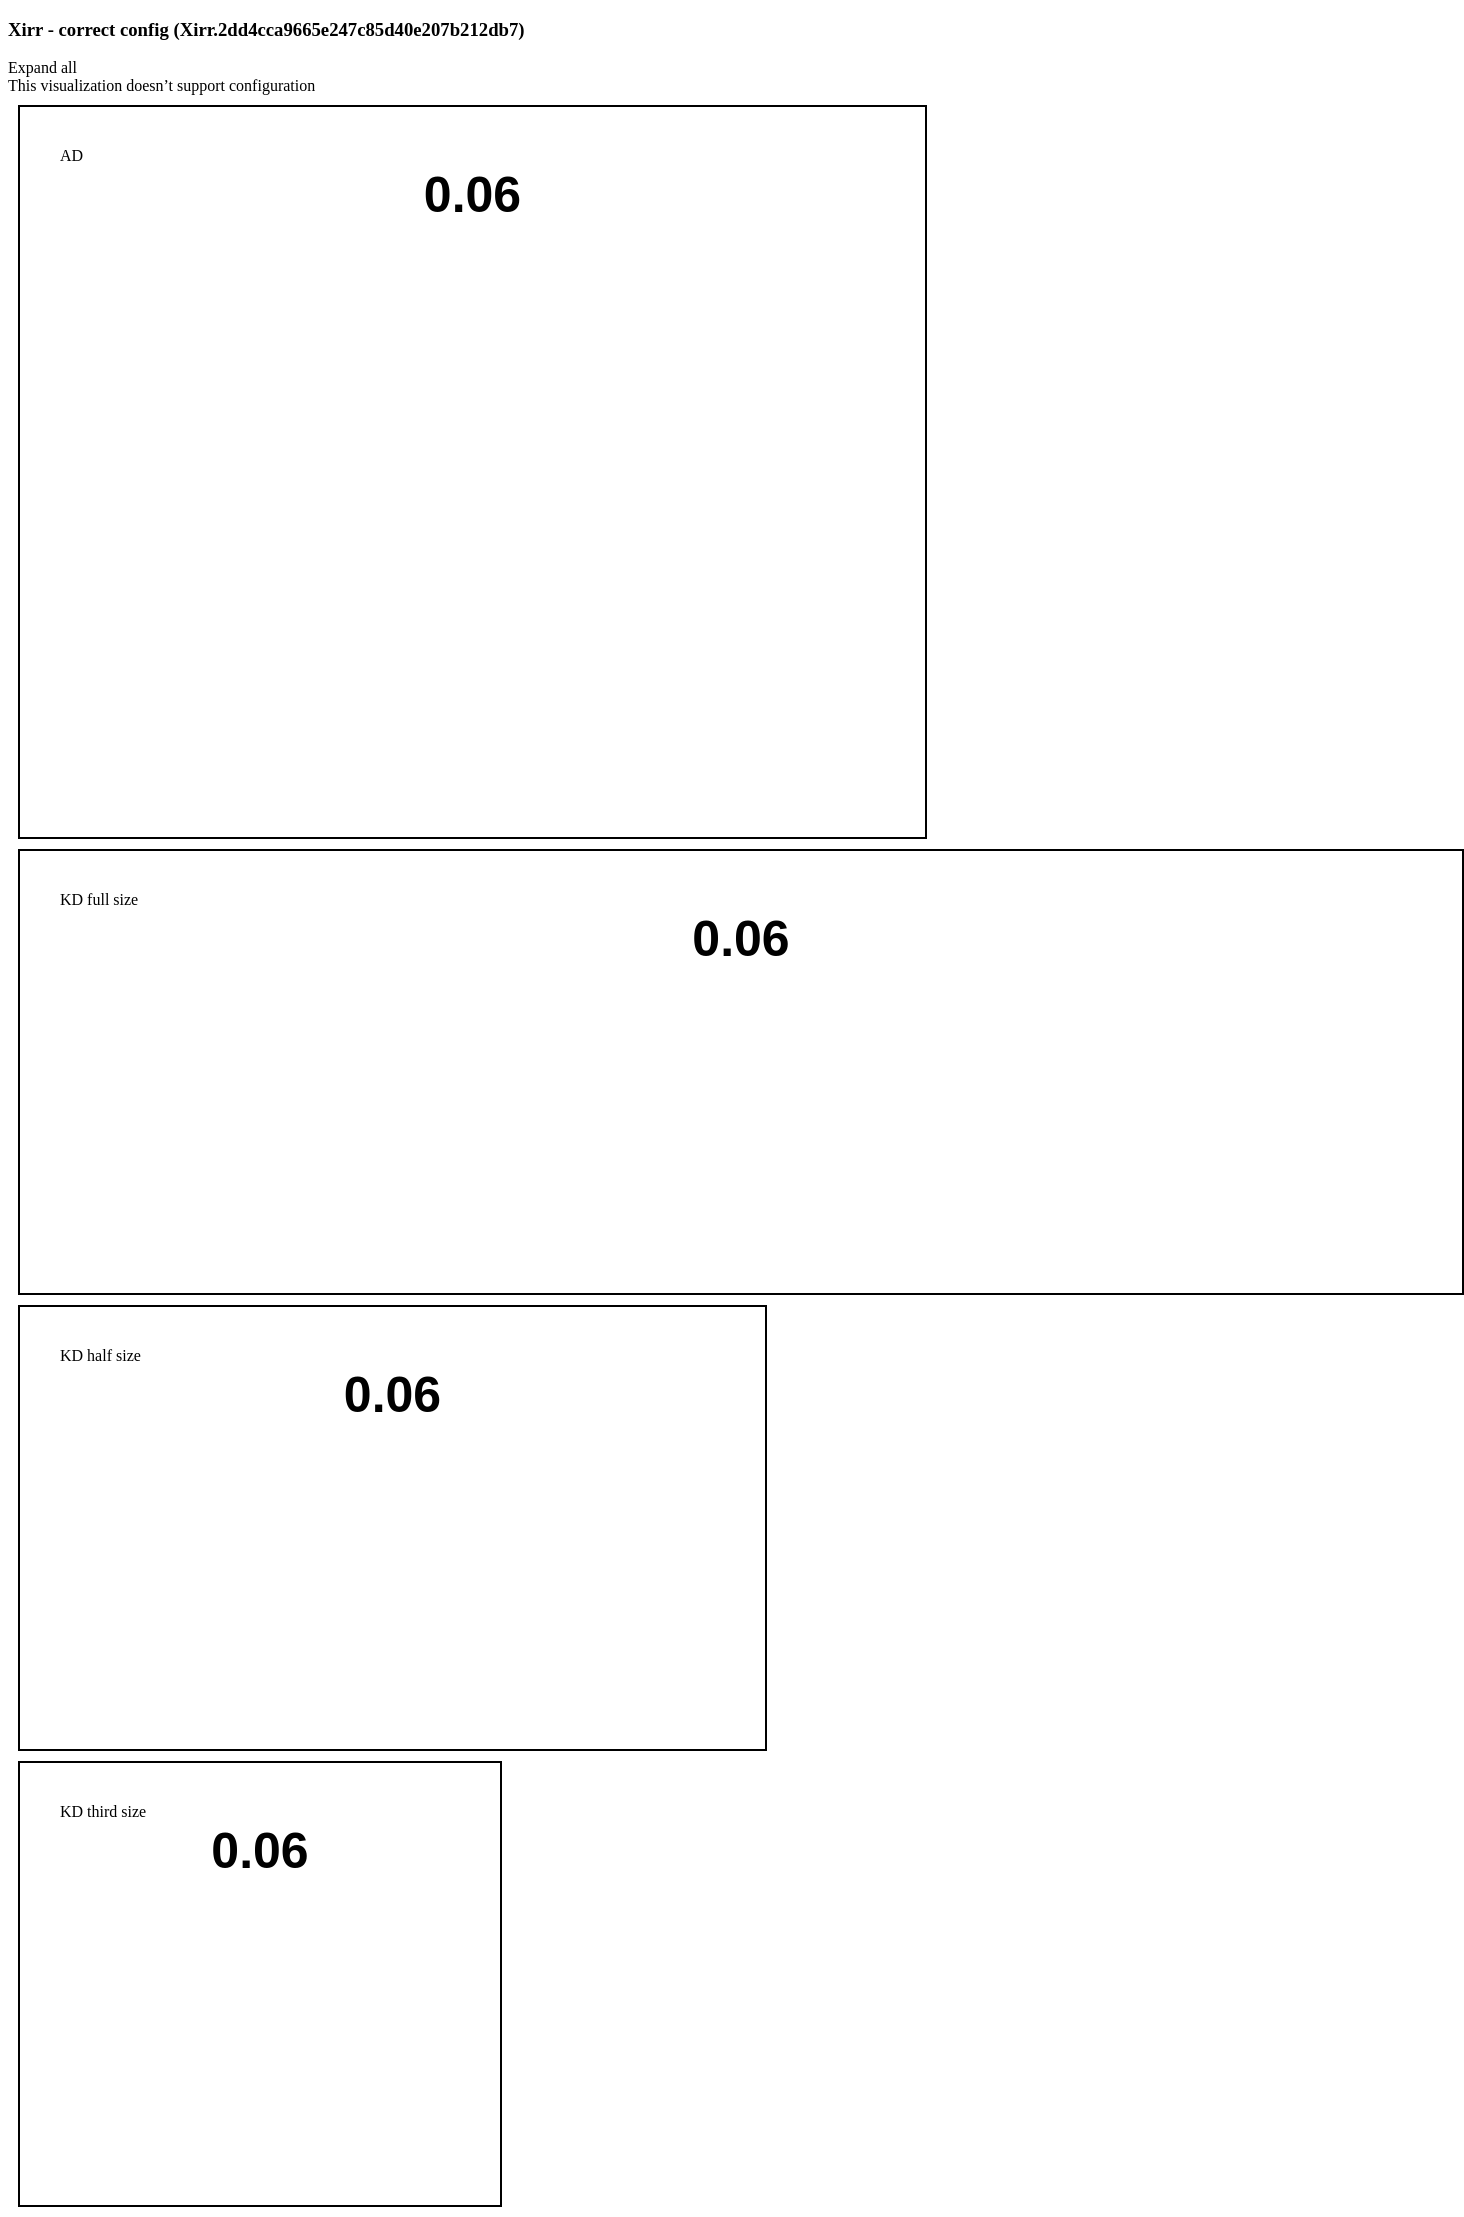 Xirr - correct config (Xirr.2dd4cca9665e247c85d40e207b212db7)
Expand all
This visualization doesn’t support configuration
AD
0.06
KD full size
0.06
KD half size
0.06
KD third size
0.06